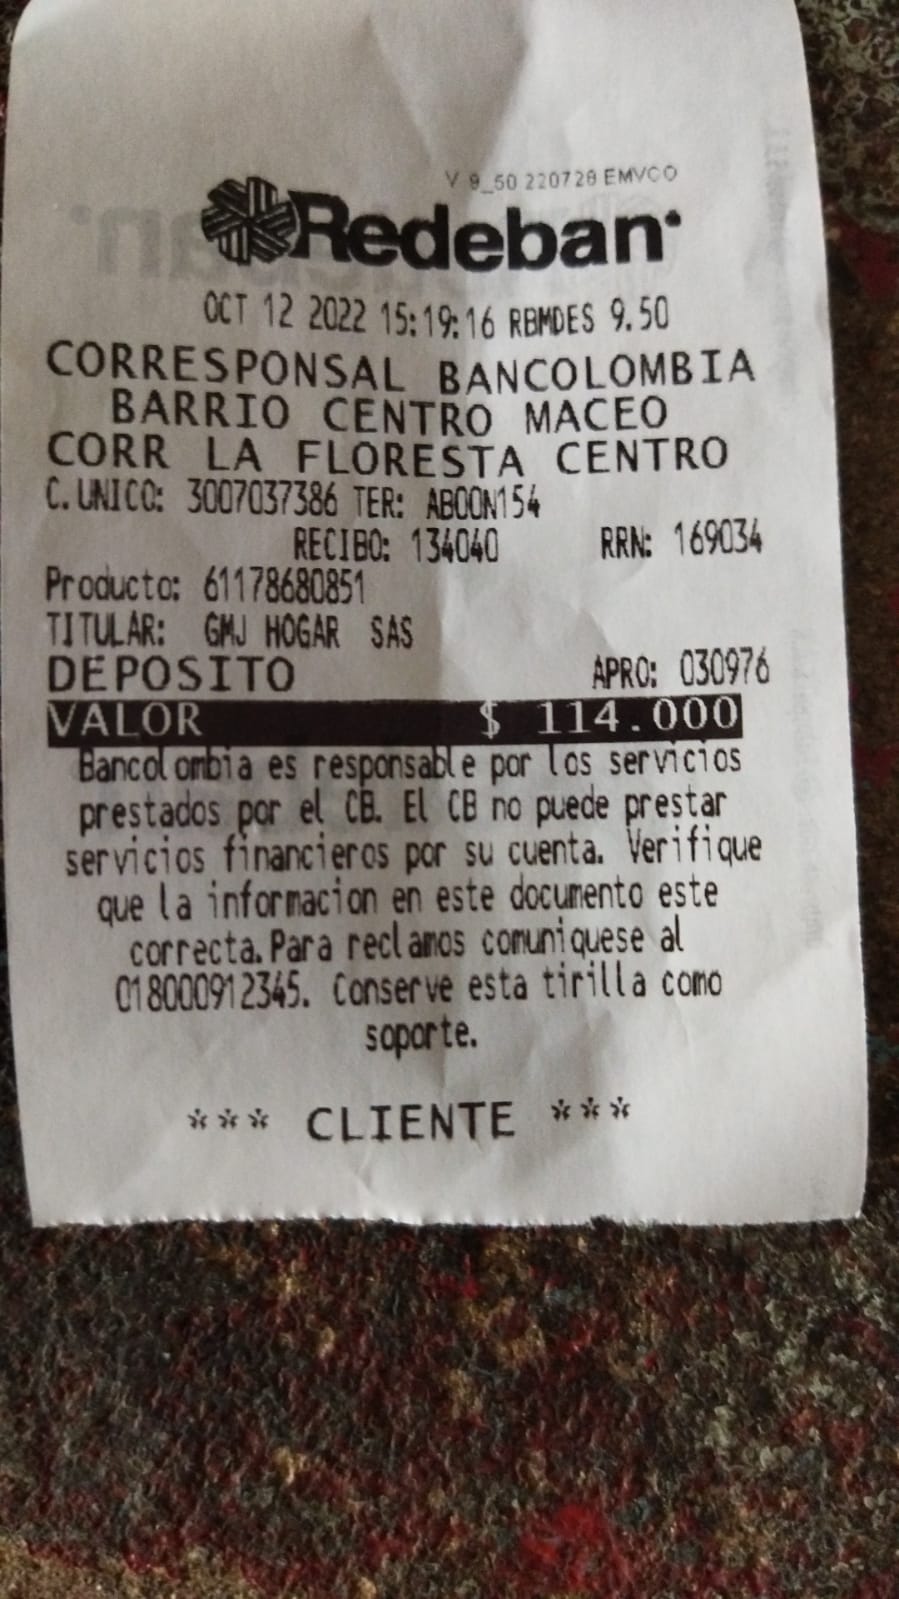 V 9_50 220728 EMVCO
Redeban
OCT 12 2022 15:19:16 RBMDES 9.50
CORRESPONSAL BANCOLOMBIA
BARRIO CENTRO MACEO
CORR LA FLORESTA CENTRO
C. UNICO: 3007037386 TER: ABOON154
RECIBO: 134040 RRN: 169034
Producto: 61178680851
TITULAR: GMJ HOGAR SAS
DEPOSITO APRO: 030976
VALOR $ 114.000
Bancolombia es responsable por los servicios
prestados por el CB. El CB no puede prestar
servicios financieros por su cuenta. Verifique
que la informacion en este documento este
correcta. Para reclamos comuniquese al
018000912345. Conserve esta tirilla como
soporte.
*** CLIENTE ***